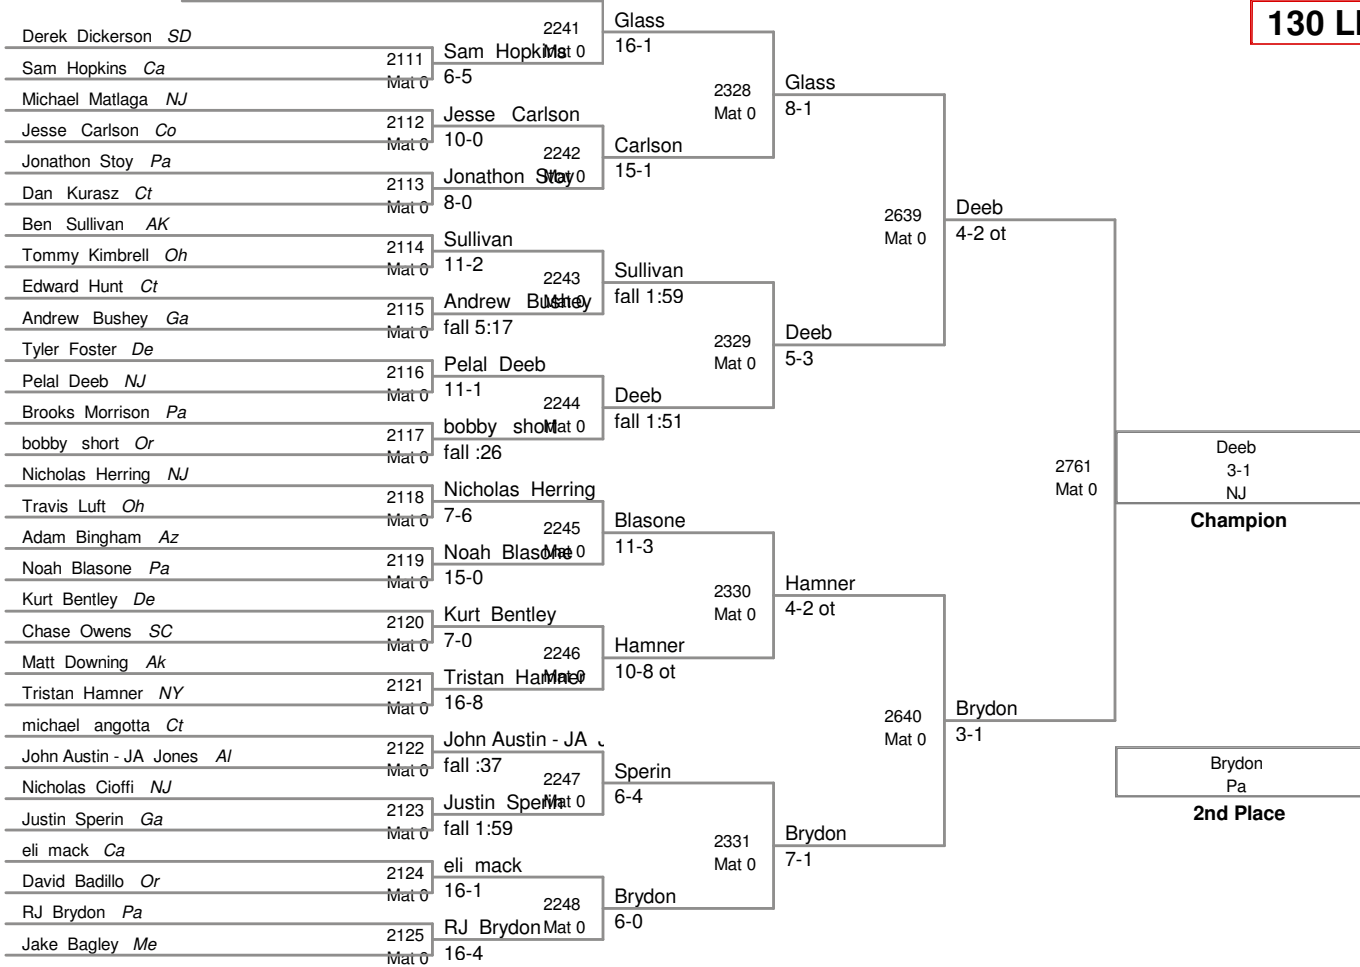 130 L
Derek Dickerson SD
Sam Hopkins Ca
Michael Matlaga NJ
Jesse Carlson Co
Jonathon Stoy Pa
Dan Kurasz Ct
Ben Sullivan AK
Tommy Kimbrell Oh
Edward Hunt Ct
Andrew Bushey Ga
Tyler Foster De
Pelal Deeb NJ
Brooks Morrison Pa
bobby short Or
Nicholas Herring NJ
Travis Luft Oh
Adam Bingham Az
Noah Blasone Pa
Kurt Bentley De
Chase Owens SC
Matt Downing Ak
Tristan Hamner NY
michael angotta Ct
John Austin - JA Jones Al
Nicholas Cioffi NJ
Justin Sperin Ga
eli mack Ca
David Badillo Or
RJ Brydon Pa
Jake Bagley Me
2111
Mat 0
Sam Hopkins
6-5
2112
Mat 0
Jesse Carlson
10-0
2113
Mat 0
Jonathon Stoy
8-0
2114
Mat 0
Sullivan
11-2
2115
Mat 0
Andrew Bushey
fall 5:17
2116
Mat 0
Pelal Deeb
11-1
2117
Mat 0
bobby short
fall :26
2118
Mat 0
Nicholas Herring
7-6
2119
Mat 0
Noah Blasone
15-0
2120
Mat 0
Kurt Bentley
7-0
2121
Mat 0
Tristan Hamner
16-8
2122
Mat 0
John Austin - JA
fall :37
2123
Mat 0
Justin Sperin
fall 1:59
2124
Mat 0
eli mack
16-1
2125
Mat 0
RJ Brydon
16-4
2241
Mat 0
Glass
16-1
2242
Mat 0
Carlson
15-1
2243
Mat 0
Sullivan
fall 1:59
2244
Mat 0
Deeb
fall 1:51
2245
Mat 0
Blasone
11-3
2246
Mat 0
Hamner
10-8 ot
2247
Mat 0
Sperin
6-4
2248
Mat 0
Brydon
6-0
2328
Mat 0
Glass
8-1
2329
Mat 0
Deeb
5-3
2330
Mat 0
Hamner
4-2 ot
2331
Mat 0
Brydon
7-1
2639
Mat 0
Deeb
4-2 ot
2640
Mat 0
Brydon
3-1
2761
Mat 0
Deeb
3-1
NJ
Champion
Brydon
Pa
2nd Place